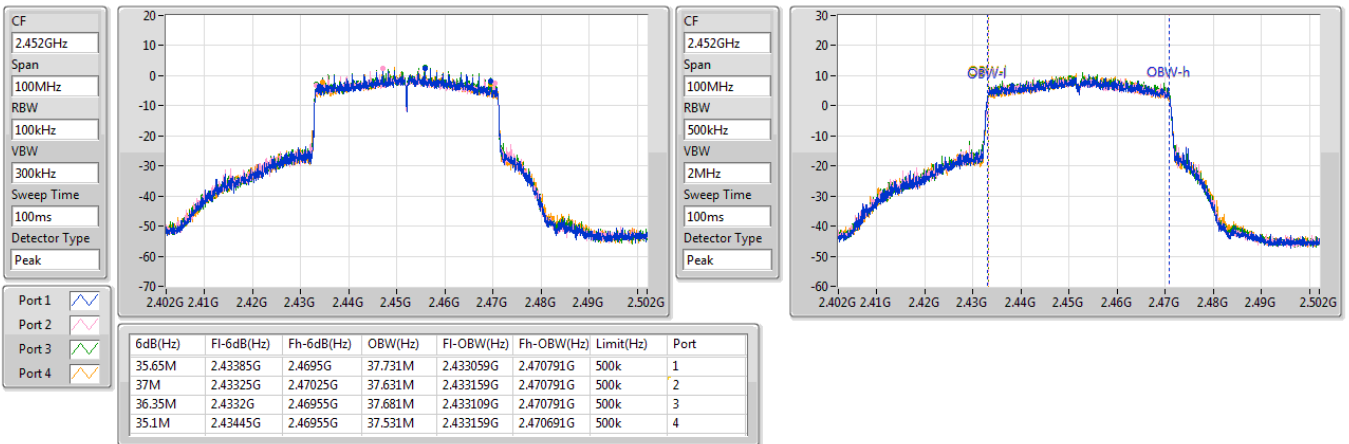 CF
2.452GHz
Span
100MHz
RBW
100kHz
VBW
300kHz
Sweep Time
100ms
Detector Type
Peak
20
10
0
-10
-20
-30
-40
-50
-60
-70
2.402G 2.41G 2.42G 2.43G 2.44G 2.45G 2.46G 2.47G 2.48G 2.49G 2.502G
CF
2.452GHz
Span
100MHz
RBW
500kHz
VBW
2MHz
Sweep Time
100ms
Detector Type
Peak
30
20
10
0
-10
-20
-30
-40
-50
-60
OBW-l OBW-h
2.402G 2.41G 2.42G 2.43G 2.44G 2.45G 2.46G 2.47G 2.48G 2.49G 2.502G
Port 1
Port 2
Port 3
Port 4
6dB(Hz) Fl-6dB(Hz) Fh-6dB(Hz) OBW(Hz) Fl-OBW(Hz) Fh-OBW(Hz) Limit(Hz) Port
35.65M 2.43385G 2.4695G 37.731M 2.433059G 2.470791G 500k 1
37M 2.43325G 2.47025G 37.631M 2.433159G 2.470791G 500k 2
36.35M 2.4332G 2.46955G 37.681M 2.433109G 2.470791G 500k 3
35.1M 2.43445G 2.46955G 37.531M 2.433159G 2.470691G 500k 4